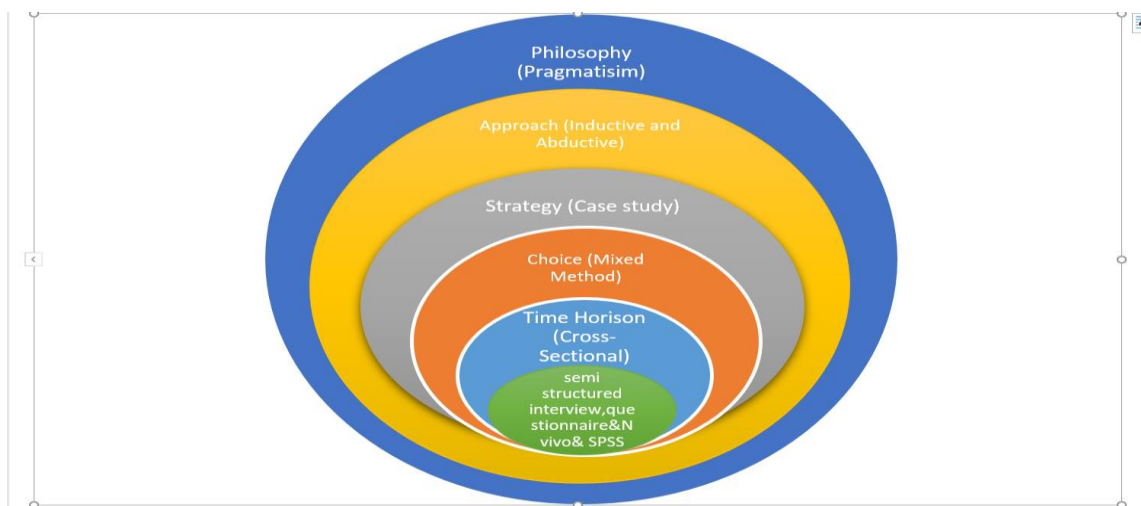 Philosophy
(Pragmatisim)
Approach (Inductive and
Abductive)
Strategy (Case study)
Choice (Mixed
Method)
Time Horison
(Cross-
Sectional)
semi
structured
interview,que
stionnaire&N
vivo& SPSS